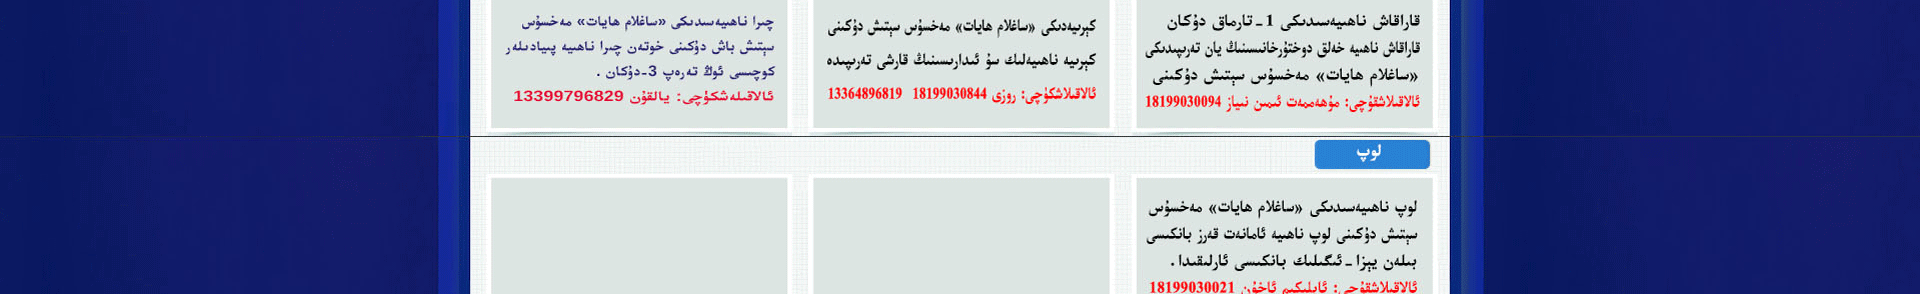 قاراقاش ناھىيەسىدىكى 1 ـ تارماق دۇكان
قاراقاش ناھىيە خەلق دوختۇرخانىسىنىڭ يان تەرىپىدىكى
«ساغلام ھايات» مەخسۇس سېتىش دۇكىنى
ئالاقىلاشقۇچى: مۇھەممەت ئىمىن نىياز 18199030094
كېرىيەدىكى «ساغلام ھايات» مەخسۇس سېتىش دۇكىنى
كېرىيە ناھىيەلىك سۇ ئىدارىسىنىڭ قارشى تەرىپىدە
ئالاقىلاشكۇچى: روزى 18199030844 13364896819
چىرا ناھىيەسىدىكى «ساغلام ھايات» مەخسۇس
سېتىش باش دۇكىنى خوتەن چىرا ناھىيە پىيادىلەر
كوچىسى ئوڭ تەرەپ 3-دۇكان .
ئالاقىلەشكۈچى: يالقۇن 13399796829
لوپ
لوپ ناھىيەسىدىكى «ساغلام ھايات» مەخسۇس
سېتىش دۇكىنى لوپ ناھىيە ئامانەت قەرز بانكىسى
بىلەن يېزا ـ ئىگىلىك بانكىسى ئارلىقىدا .
ئالاقىلاشقۇچى: ئابلىكىم ئاخۇن 18199030021